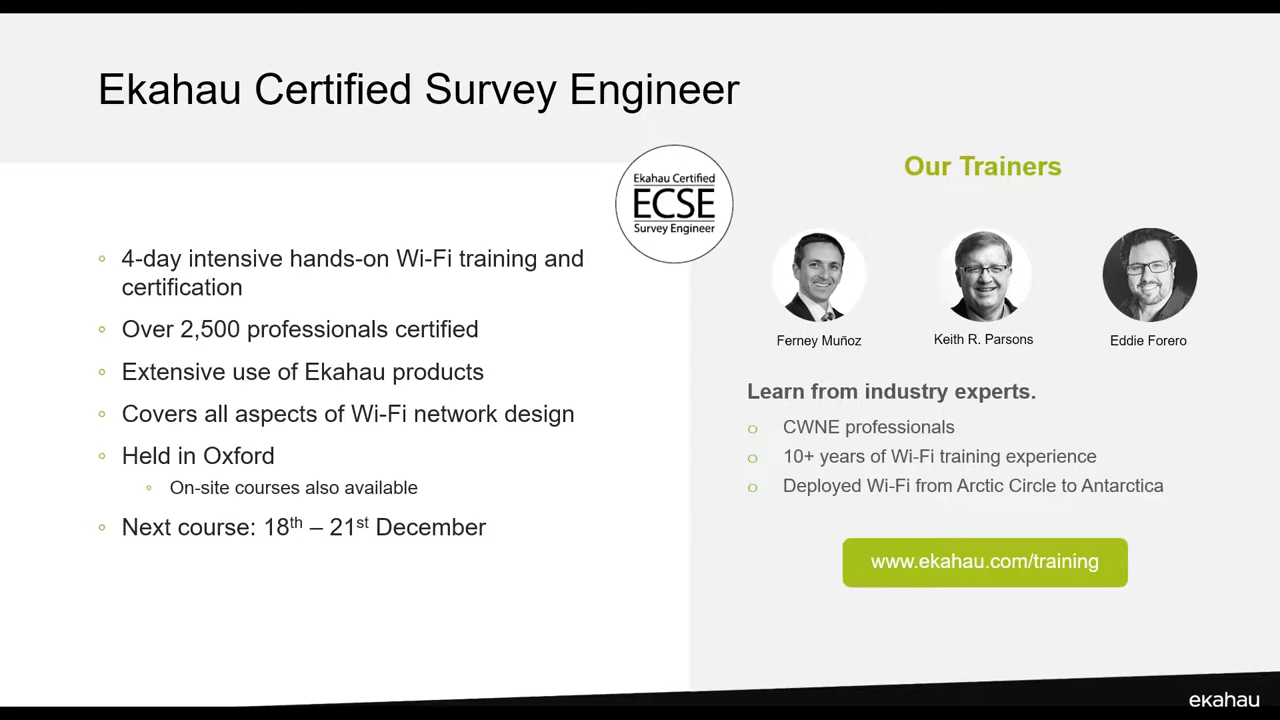 Ekahau Certified Survey Engineer
Ekahau Certified
ECSE
Survey Engineer
◦ 4-day intensive hands-on Wi-Fi training and
certification
◦ Over 2,500 professionals certified
◦ Extensive use of Ekahau products
◦ Covers all aspects of Wi-Fi network design
◦ Held in Oxford
◦ On-site courses also available
◦ Next course: 18th – 21st December
Our Trainers
Ferney Muñoz
Keith R. Parsons
Eddie Forero
Learn from industry experts.
o CWNE professionals
o 10+ years of Wi-Fi training experience
o Deployed Wi-Fi from Arctic Circle to Antarctica
www.ekahau.com/training
ekahau